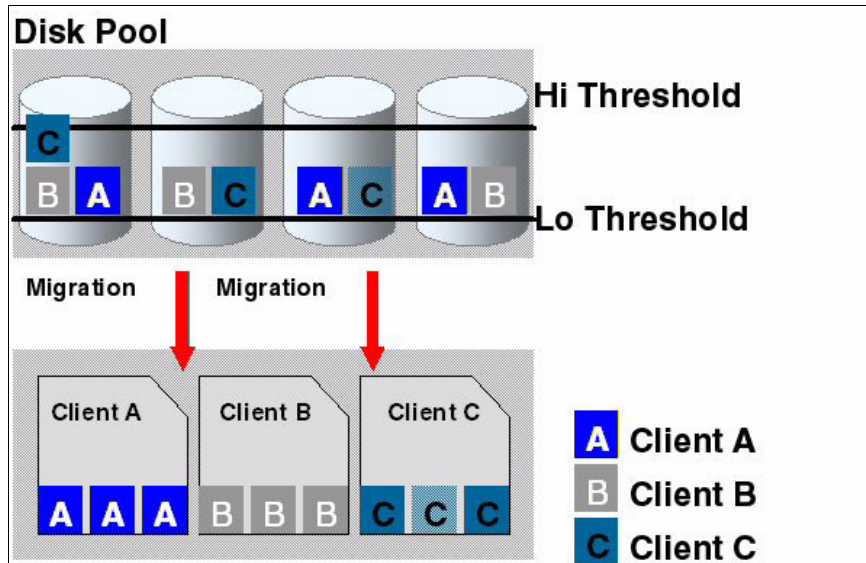 Disk Pool
Hi Threshold
C
B A B C A C A B
Lo Threshold
Migration Migration
Client A Client B Client C
A A A B B B C C C
A Client A
B Client B
C Client C